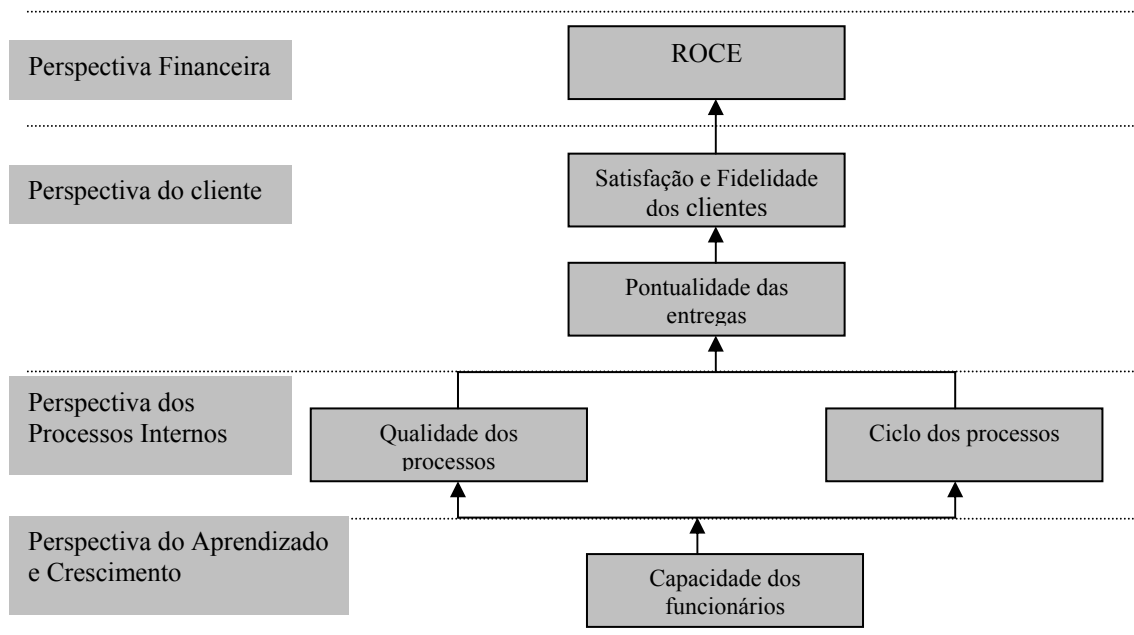 Perspectiva Financeira
ROCE
Perspectiva do cliente
Satisfação e Fidelidade
dos clientes
Pontualidade das
entregas
Perspectiva dos
Processos Internos
Qualidade dos
processos
Ciclo dos processos
Perspectiva do Aprendizado
e Crescimento
Capacidade dos
funcionários